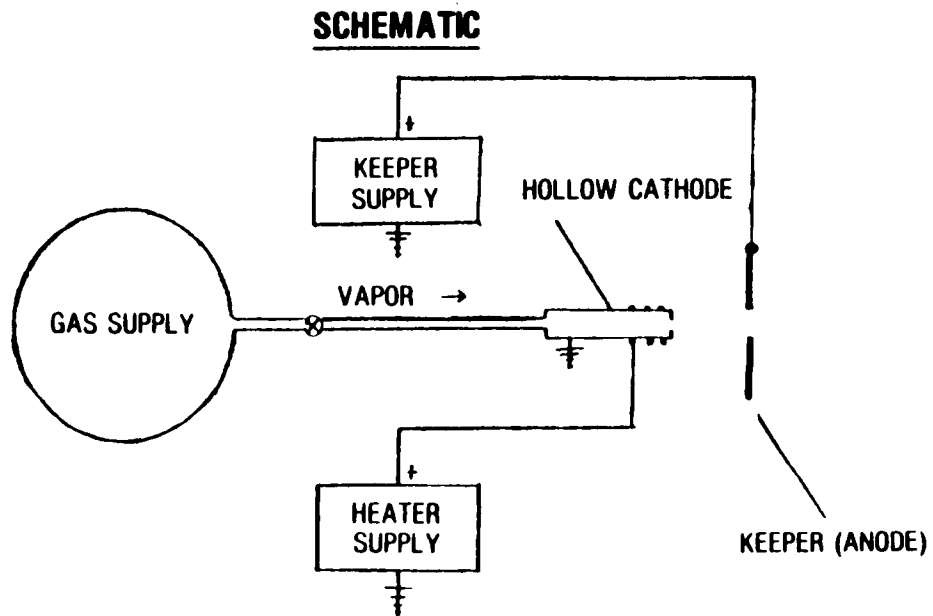 SCHEMATIC
+
KEEPER
SUPPLY
HOLLOW CATHODE
VAPOR →
GAS SUPPLY
+
HEATER
SUPPLY
KEEPER (ANODE)